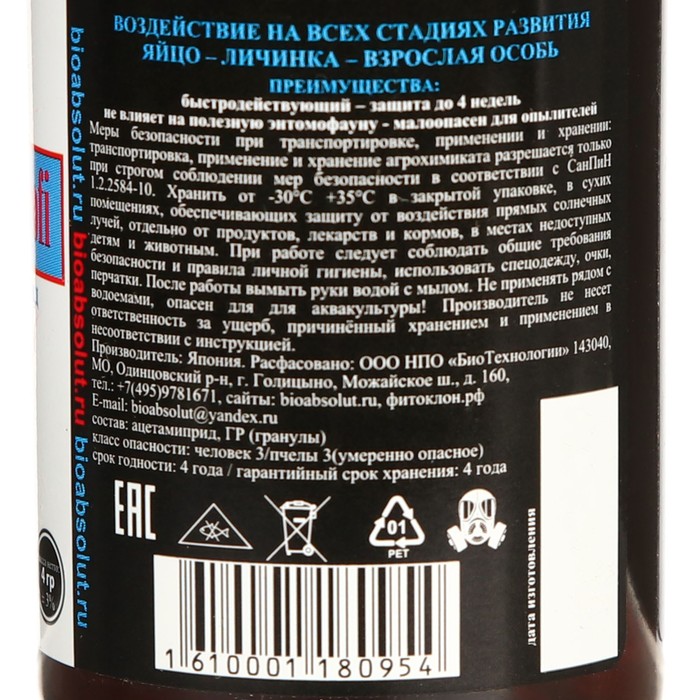 ВОЗДЕЙСТВИЕ НА ВСЕХ СТАДИЯХ РАЗВИТИЯ
ЯЙЦО – ЛИЧИНКА – ВЗРОСЛАЯ ОСОБЬ
ПРЕИМУЩЕСТВА:
быстродействующий – защита до 4 недель
не влияет на полезную энтомофауну - малоопасен для опылителей
Меры безопасности при транспортировке, применении и хранении:
транспортировка, применение и хранение агрохимиката разрешается только
при строгом соблюдении мер безопасности в соответствии с СанПиН
1.2.2584-10. Хранить от -30°С +35°С в закрытой упаковке, в сухих
помещениях, обеспечивающих защиту от воздействия прямых солнечных
лучей, отдельно от продуктов, лекарств и кормов, в местах недоступных
детям и животным. При работе следует соблюдать общие требования
безопасности и правила личной гигиены, использовать спецодежду, очки,
перчатки. После работы вымыть руки водой с мылом. Не применять рядом с
водоемами, опасен для для аквакультуры! Производитель не несет
ответственность за ущерб, причинённый хранением и применением в
несоответствии с инструкцией.
Производитель: Япония. Расфасовано: ООО НПО «БиоТехнологии» 143040,
МО, Одинцовский р-н, г. Голицыно, Можайское ш., д. 160,
тел.: +7(495)9781671, сайты: bioabsolut.ru, фитоклон.рф
E-mail: bioabsolut@yandex.ru
состав: ацетамиприд, ГР (гранулы)
класс опасности: человек 3/пчелы 3(умеренно опасное)
срок годности: 4 года / гарантийный срок хранения: 4 года
EAC
01
PET
1610001180954
дата изготовления
bioabsolut.ru bioabsolut.ru bioabsolut.ru
ofi
4 гр
± 3%